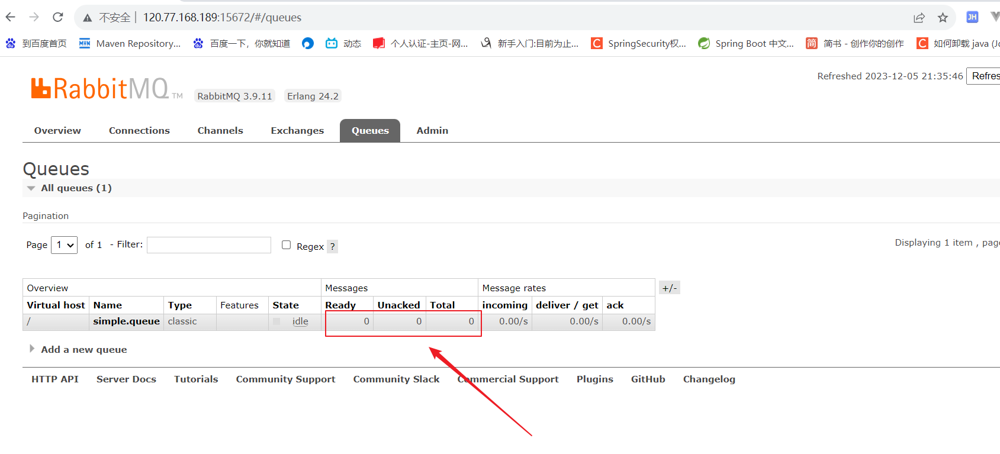 不安全 | 120.77.168.189:15672/#/queues
JH
到百度首页 MVN Maven Repository... 百度一下，你就知道 动态 个人认证-主页-网... 新手入门:目前为止... C SpringSecurity权... Spring Boot 中文... 简 简书 - 创作你的创作 C 如何卸载 java (Jc
Refreshed 2023-12-05 21:35:46 Refres
RabbitMQ TM RabbitMQ 3.9.11 Erlang 24.2
Overview Connections Channels Exchanges Queues Admin
Queues
All queues (1)
Pagination
Page 1 of 1 - Filter: Regex ?
Displaying 1 item , page
Overview Messages Message rates +/-
Virtual host Name Type Features State Ready Unacked Total incoming deliver / get ack
/ simple.queue classic idle 0 0 0 0.00/s 0.00/s 0.00/s
Add a new queue
HTTP API Server Docs Tutorials Community Support Community Slack Commercial Support Plugins GitHub Changelog